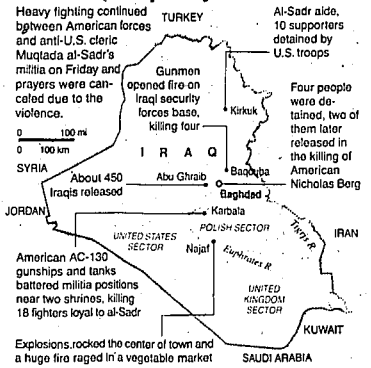 Heavy fighting continued
between American forces
and anti-U.S. cleric
Muqtada al-Sadr's
militia on Friday and
prayers were can-
celed due to the
violence.
0 100 mi
0 100 km
TURKEY
Al-Sadr aide,
10 supporters
detained by
U.S. troops
Gunmen
opened fire on
Iraqi security
forces base,
killing four
Kirkuk
Four people
were de-
tained, two of
them later
released in
the killing of
American
Nicholas Berg
SYRIA
IRAQ
About 450
Iraqis released
Abu Ghraib
Baqouba
Baghdad
JORDAN
Karbala
POLISH SECTOR
UNITED STATES
SECTOR
Najaf
Euphrates R.
Tigris R.
IRAN
American AC-130
gunships and tanks
battered militia positions
near two shrines, killing
18 fighters loyal to al-Sadr
UNITED
KINGDOM
SECTOR
KUWAIT
Explosions rocked the center of town and
a huge fire raged in a vegetable market
SAUDI ARABIA